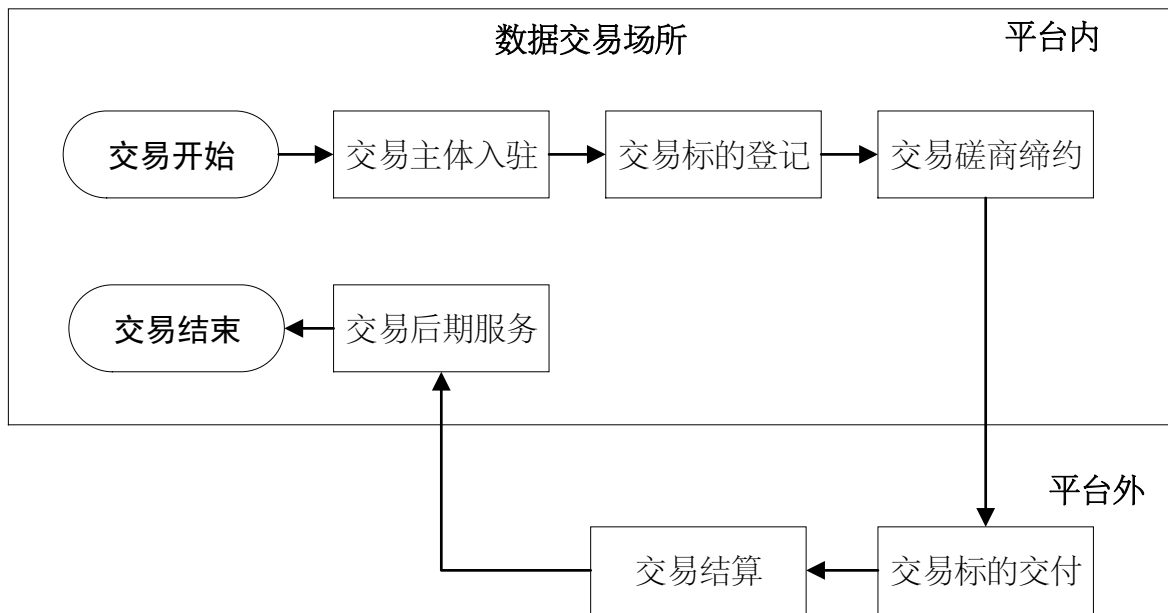 数据交易场所
平台内
交易开始
交易主体入驻
交易标的登记
交易磋商缔约
交易结束
交易后期服务
平台外
交易结算
交易标的交付